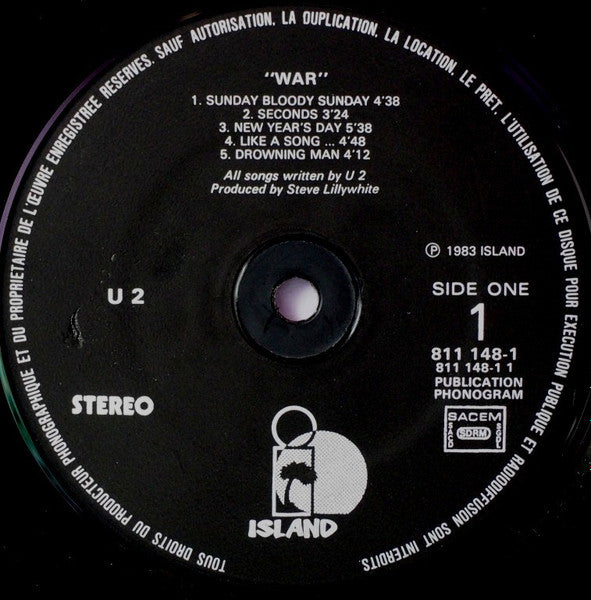 TOUS DROITS DU PRODUCTEUR PHONOGRAPHIQUE ET DU PROPRIETAIRE DE L'ŒUVRE ENREGISTREE RESERVES. SAUF AUTORISATION, LA DUPLICATION, LA LOCATION, LE PRET, L'UTILISATION DE CE DISQUE POUR EXECUTION PUBLIQUE ET RADIODIFFUSION SONT INTERDITS.
"WAR"
1. SUNDAY BLOODY SUNDAY 4'38
2. SECONDS 3'24
3. NEW YEAR'S DAY 5'38
4. LIKE A SONG ... 4'48
5. DROWNING MAN 4'12
All songs written by U 2
Produced by Steve Lillywhite
℗ 1983 ISLAND
U 2
SIDE ONE
1
811 148-1
811 148-1 1
PUBLICATION
PHONOGRAM
STEREO
SACEM
SACD
SDRM
SGDL
ISLAND